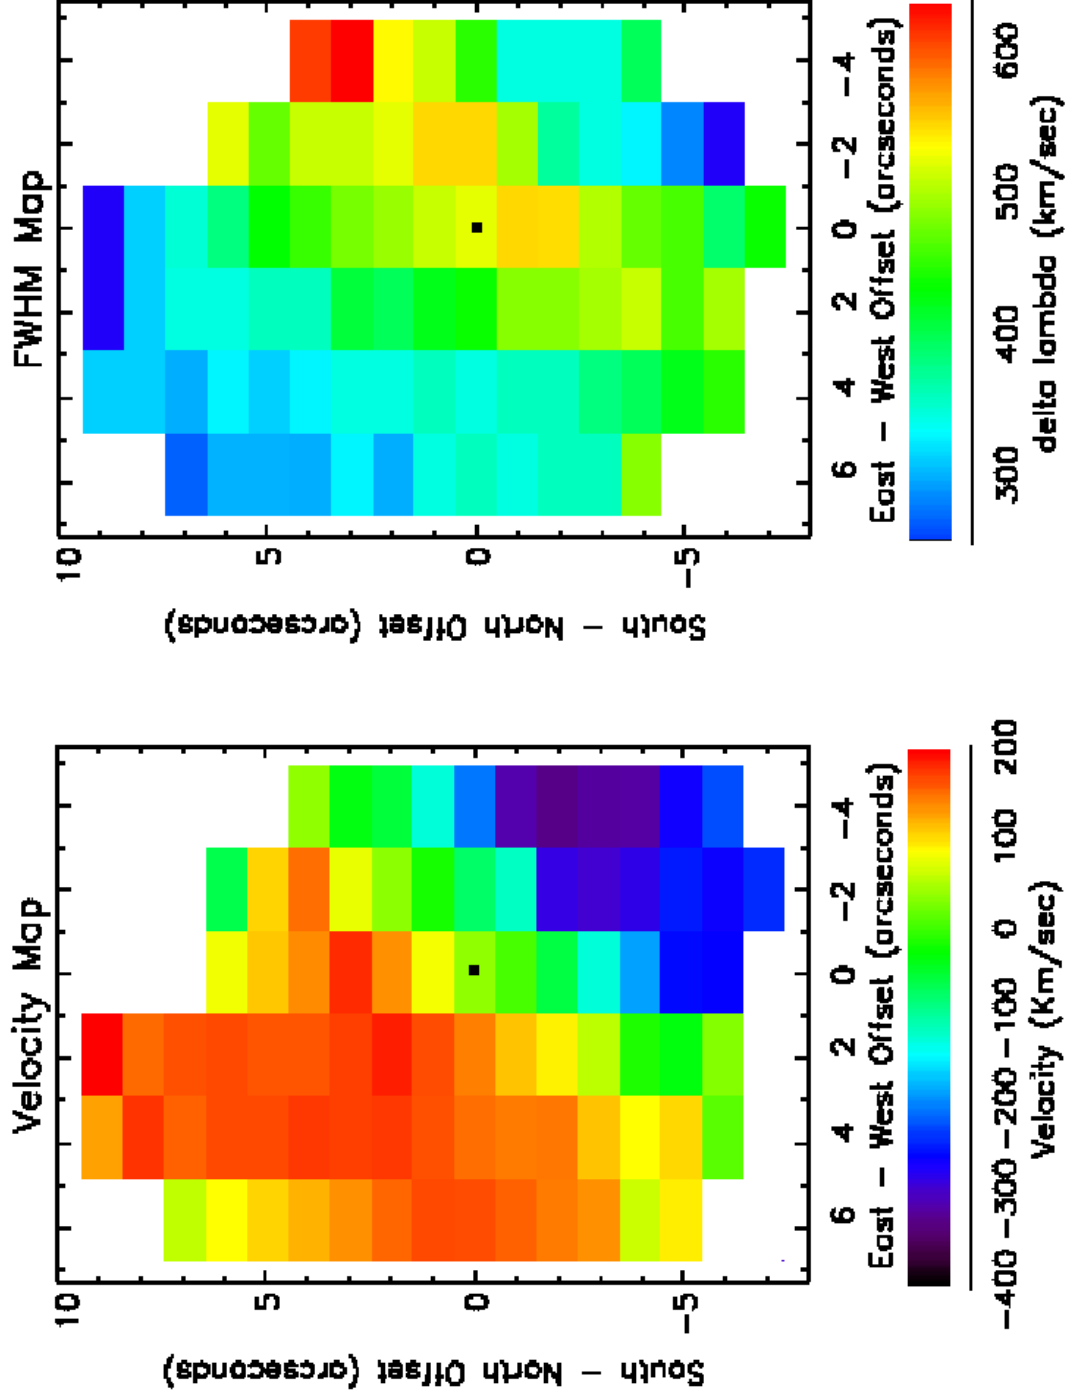 Velocity Map
South - North Offset (arcseconds)
10
5
0
-5
6 4 2 0 -2 -4
East - West Offset (arcseconds)
-400 -300 -200 -100 0 100 200
Velocity (Km/sec)
FWHM Map
South - North Offset (arcseconds)
10
5
0
-5
6 4 2 0 -2 -4
East - West Offset (arcseconds)
300 400 500 600
delta lambda (km/sec)